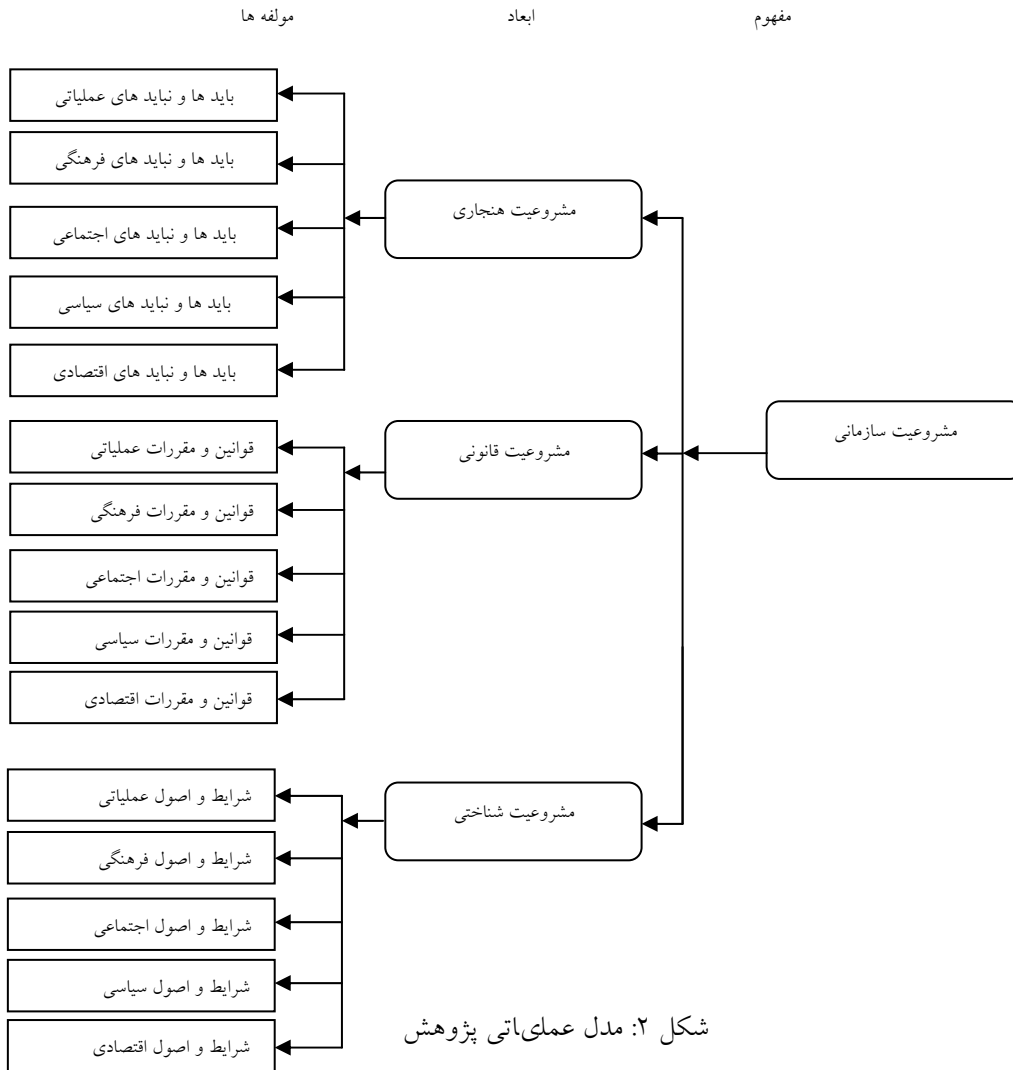 مفهوم ابعاد مولفه ها
باید ها و نباید های عملیاتی
باید ها و نباید های فرهنگی
مشروعیت هنجاری
باید ها و نباید های اجتماعی
باید ها و نباید های سیاسی
باید ها و نباید های اقتصادی
مشروعیت سازمانی
مشروعیت قانونی
قوانین و مقررات عملیاتی
قوانین و مقررات فرهنگی
قوانین و مقررات اجتماعی
قوانین و مقررات سیاسی
قوانین و مقررات اقتصادی
مشروعیت شناختی
شرایط و اصول عملیاتی
شرایط و اصول فرهنگی
شرایط و اصول اجتماعی
شرایط و اصول سیاسی
شرایط و اصول اقتصادی
شکل ۲: مدل عملیاتی پژوهش